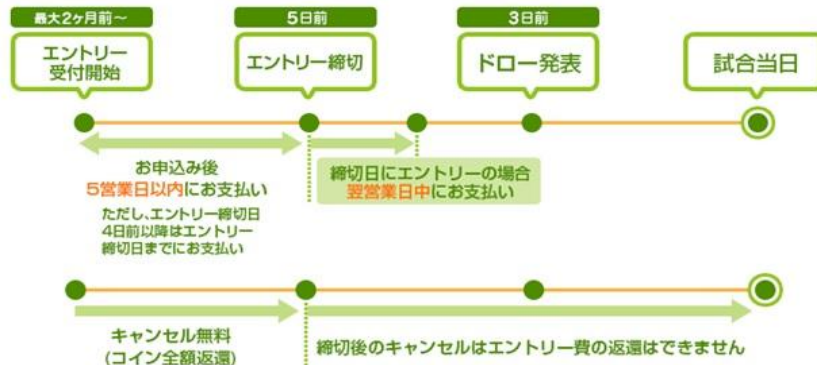 最大2ヶ月前～
5日前
3日前
エントリー
受付開始
エントリー締切
ドロー発表
試合当日
お申込み後
5営業日以内にお支払い
ただし、エントリー締切日
4日前以降はエントリー
締切日までにお支払い
締切日にエントリーの場合
翌営業日中にお支払い
キャンセル無料
(コイン全額返還)
締切後のキャンセルはエントリー費の返還はできません